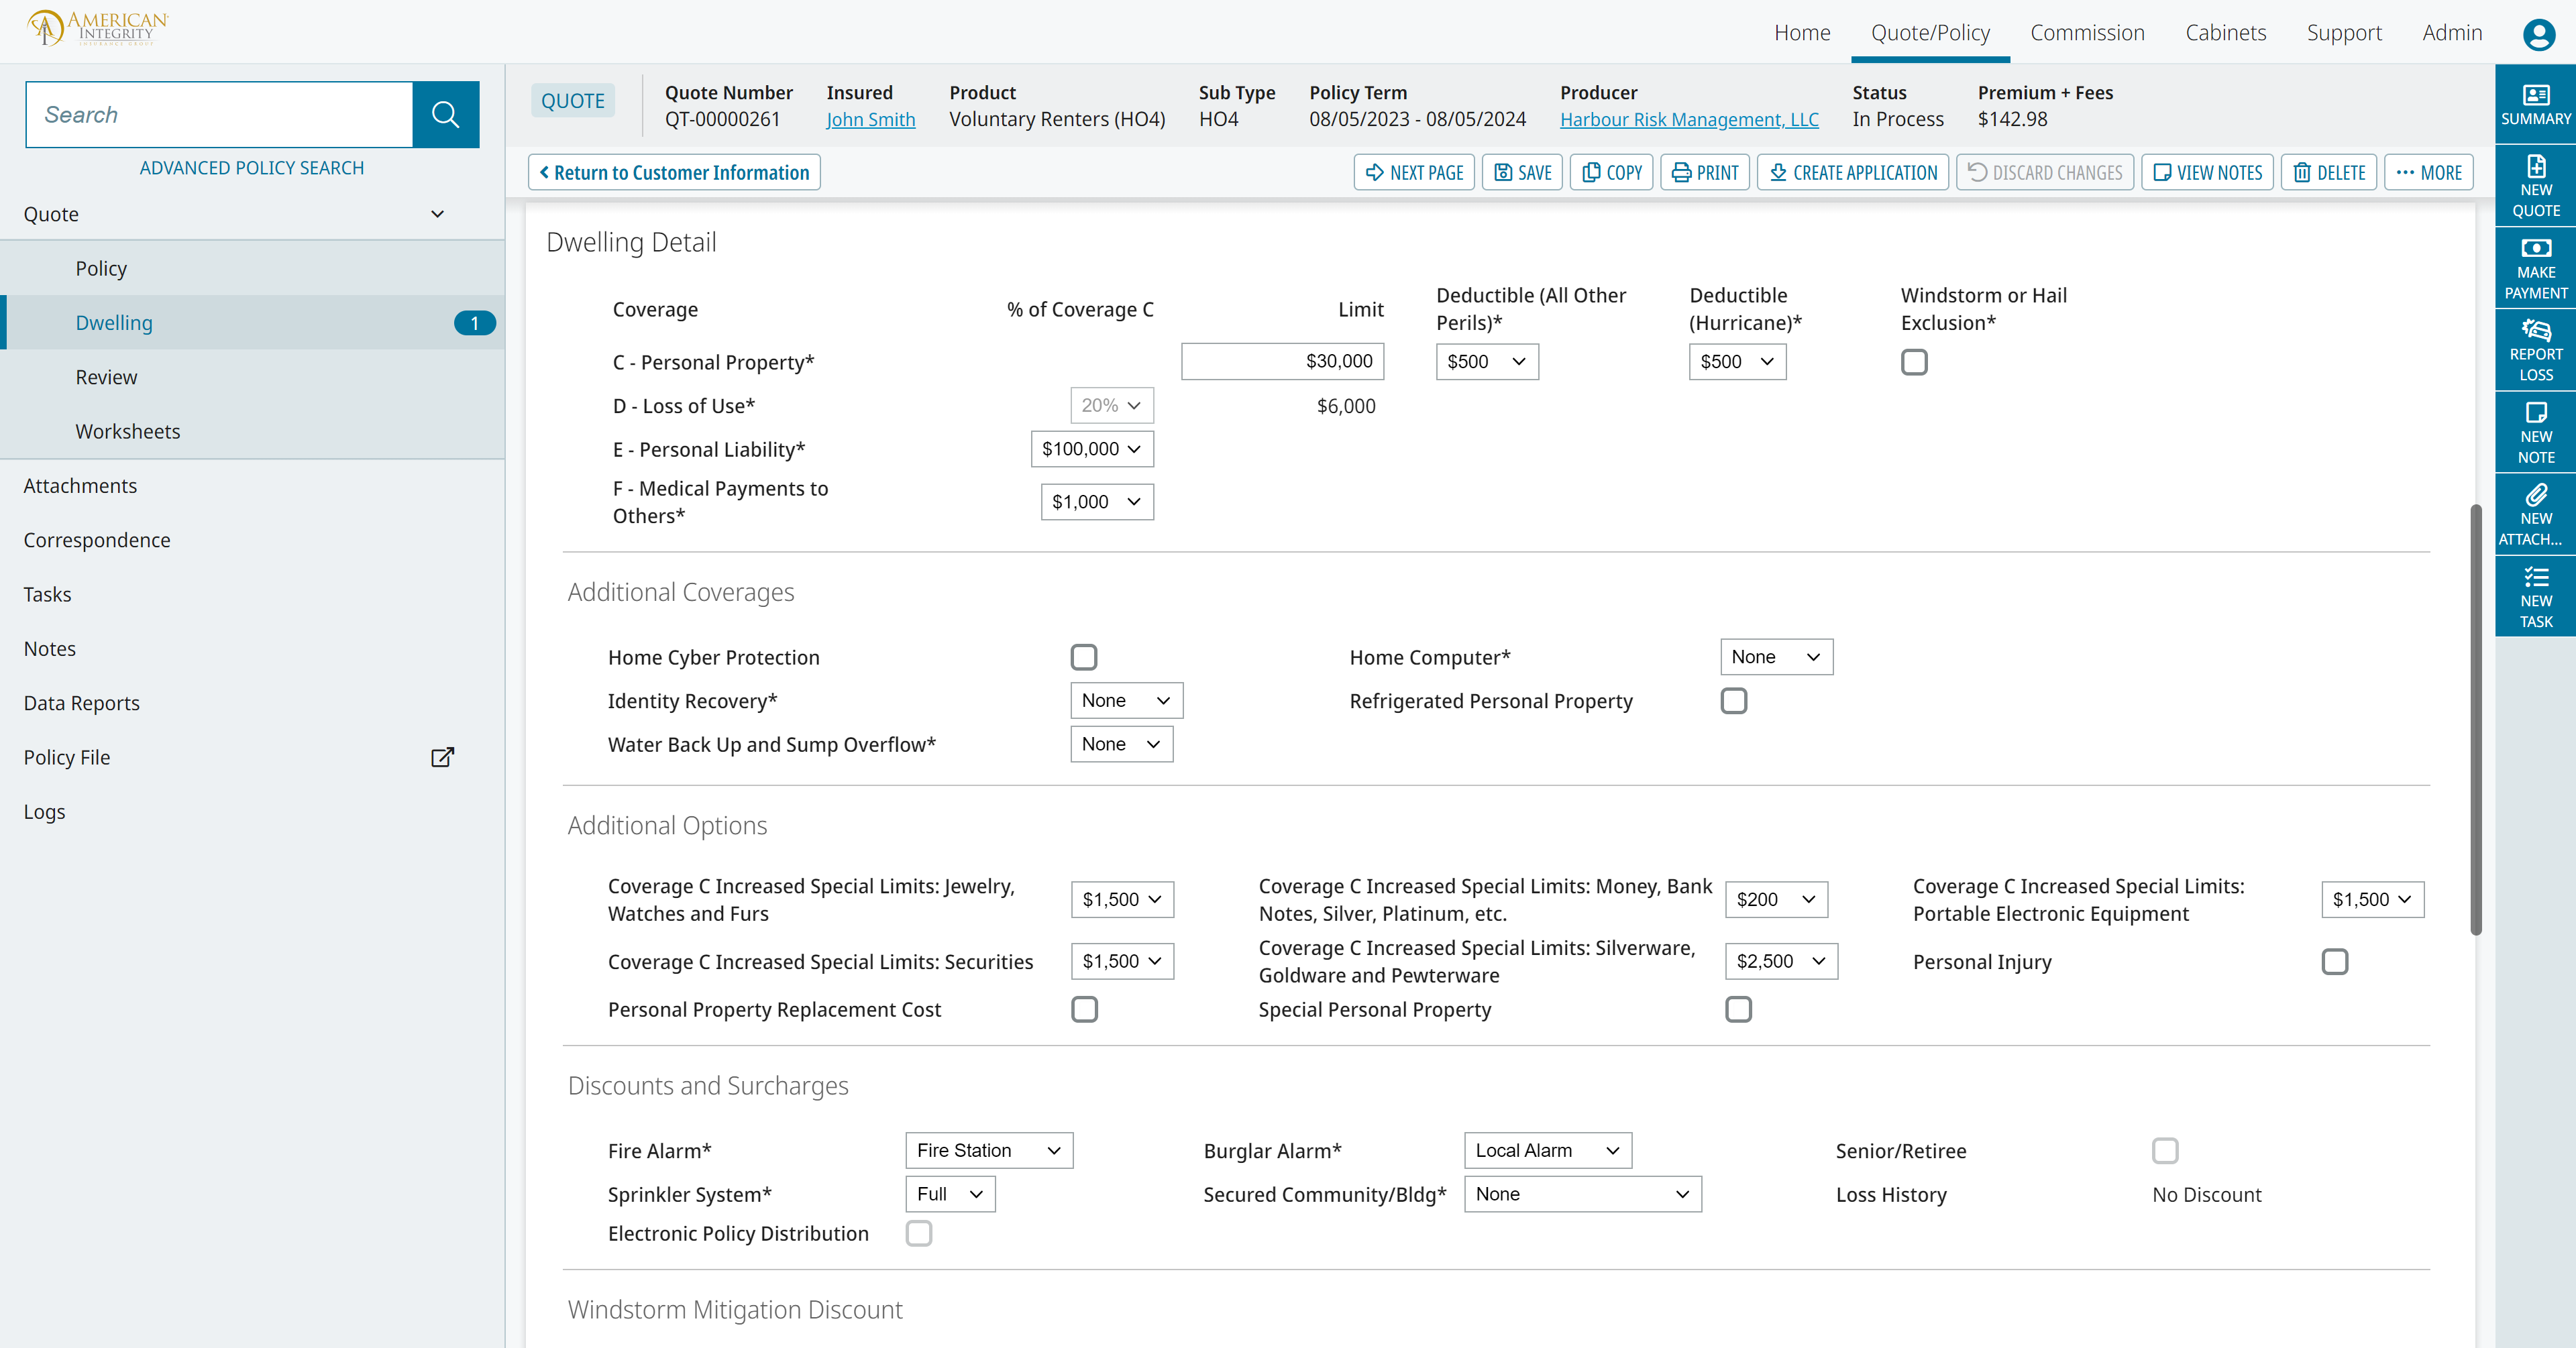 AMERICAN
INTEGRITY
INSURANCE GROUP
Home
Quote/Policy
Commission
Cabinets
Support
Admin
Search
ADVANCED POLICY SEARCH
Quote
Policy
Dwelling
1
Review
Worksheets
Attachments
Correspondence
Tasks
Notes
Data Reports
Policy File
Logs
QUOTE
Quote Number
QT-00000261
Insured
John Smith
Product
Voluntary Renters (HO4)
Sub Type
HO4
Policy Term
08/05/2023 - 08/05/2024
Producer
Harbour Risk Management, LLC
Status
In Process
Premium + Fees
$142.98
Return to Customer Information
NEXT PAGE
SAVE
COPY
PRINT
CREATE APPLICATION
DISCARD CHANGES
VIEW NOTES
DELETE
MORE
Dwelling Detail
Coverage
% of Coverage C
Limit
Deductible (All Other
Perils)*
Deductible
(Hurricane)*
Windstorm or Hail
Exclusion*
C - Personal Property*
$30,000
$500
$500
D - Loss of Use*
20%
$6,000
E - Personal Liability*
$100,000
F - Medical Payments to
Others*
$1,000
Additional Coverages
Home Cyber Protection
Home Computer*
None
Identity Recovery*
None
Refrigerated Personal Property
Water Back Up and Sump Overflow*
None
Additional Options
Coverage C Increased Special Limits: Jewelry,
Watches and Furs
$1,500
Coverage C Increased Special Limits: Money, Bank
Notes, Silver, Platinum, etc.
$200
Coverage C Increased Special Limits:
Portable Electronic Equipment
$1,500
Coverage C Increased Special Limits: Securities
$1,500
Coverage C Increased Special Limits: Silverware,
Goldware and Pewterware
$2,500
Personal Injury
Personal Property Replacement Cost
Special Personal Property
Discounts and Surcharges
Fire Alarm*
Fire Station
Burglar Alarm*
Local Alarm
Senior/Retiree
Sprinkler System*
Full
Secured Community/Bldg*
None
Loss History
No Discount
Electronic Policy Distribution
Windstorm Mitigation Discount
SUMMARY
NEW
QUOTE
MAKE
PAYMENT
REPORT
LOSS
NEW
NOTE
NEW
ATTACH...
NEW
TASK